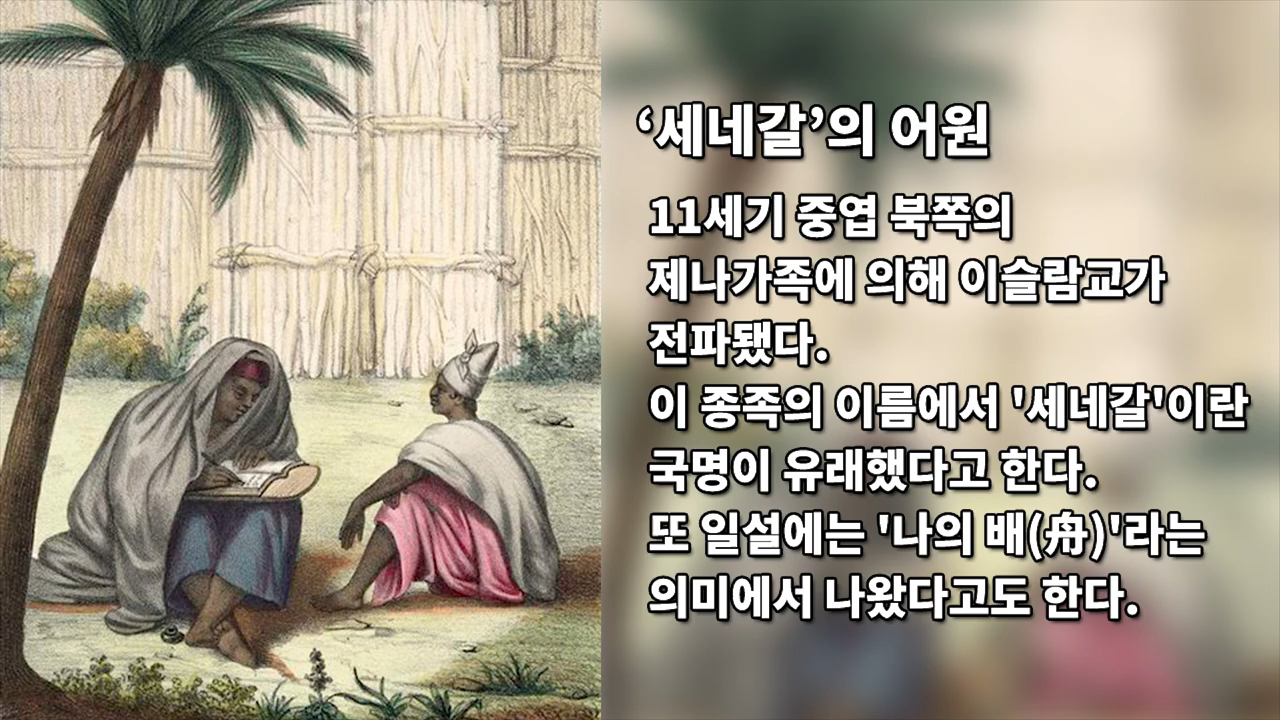 ‘세네갈’의 어원
11세기 중엽 북쪽의
제나가족에 의해 이슬람교가
전파됐다.
이 종족의 이름에서 '세네갈'이란
국명이 유래했다고 한다.
또 일설에는 '나의 배(舟)'라는
의미에서 나왔다고도 한다.